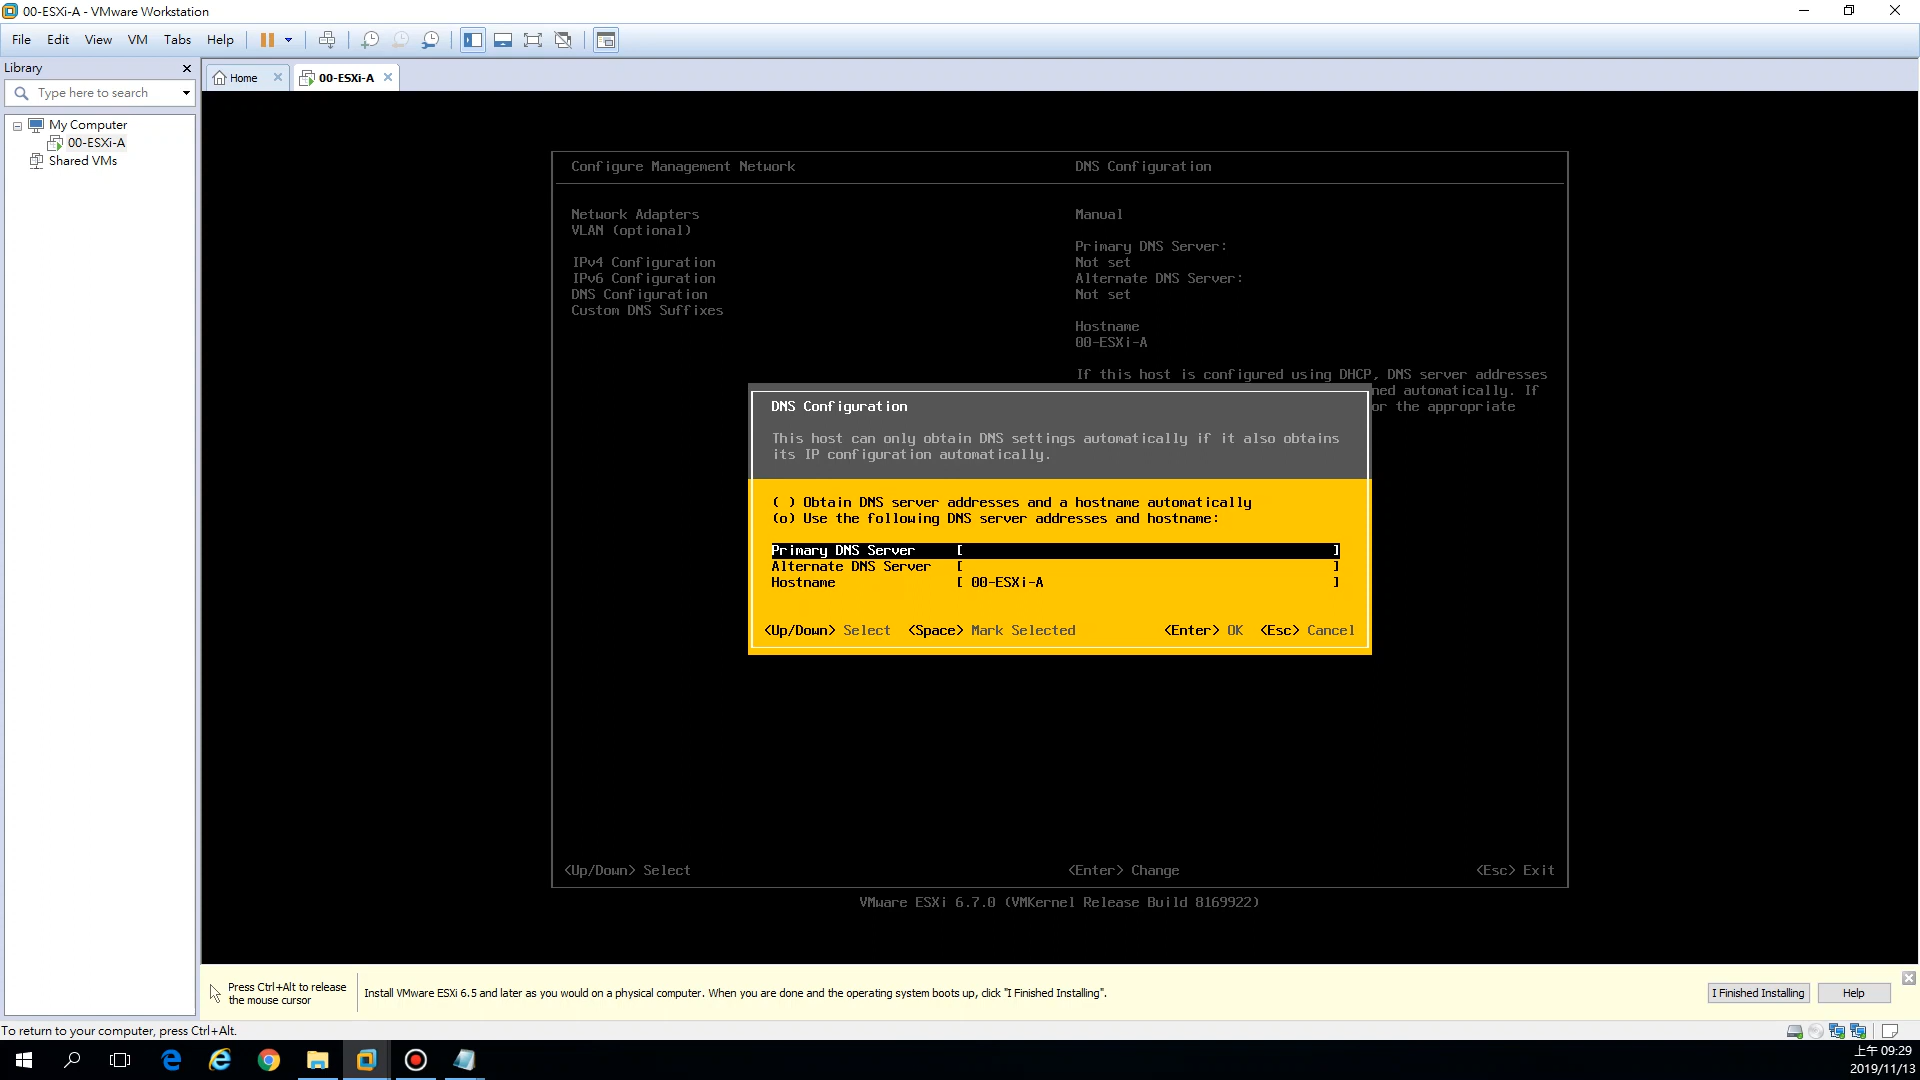 00-ESXi-A - VMware Workstation
File Edit View VM Tabs Help
Library
Type here to search
My Computer
00-ESXi-A
Shared VMs
Home
00-ESXi-A
Configure Management Network DNS Configuration
Network Adapters
VLAN (optional)
IPv4 Configuration
IPv6 Configuration
DNS Configuration
Custom DNS Suffixes
Manual
Primary DNS Server:
Not set
Alternate DNS Server:
Not set
Hostname
00-ESXi-A
If this host is configured using DHCP, DNS server addresses
ned automatically. If
or the appropriate
DNS Configuration
This host can only obtain DNS settings automatically if it also obtains
its IP configuration automatically.
( ) Obtain DNS server addresses and a hostname automatically
(o) Use the following DNS server addresses and hostname:
Primary DNS Server [ ]
Alternate DNS Server [ ]
Hostname [ 00-ESXi-A ]
<Up/Down> Select <Space> Mark Selected <Enter> OK <Esc> Cancel
<Up/Down> Select <Enter> Change <Esc> Exit
VMware ESXi 6.7.0 (VMKernel Release Build 8169922)
Press Ctrl+Alt to release
the mouse cursor
Install VMware ESXi 6.5 and later as you would on a physical computer. When you are done and the operating system boots up, click "I Finished Installing".
I Finished Installing
Help
To return to your computer, press Ctrl+Alt.
上午 09:29
2019/11/13